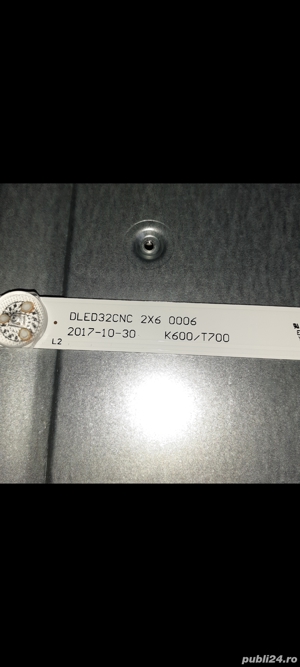 DLED32CNC 2X6 0006
2017-10-30 K600/T700
L2
publi24.ro